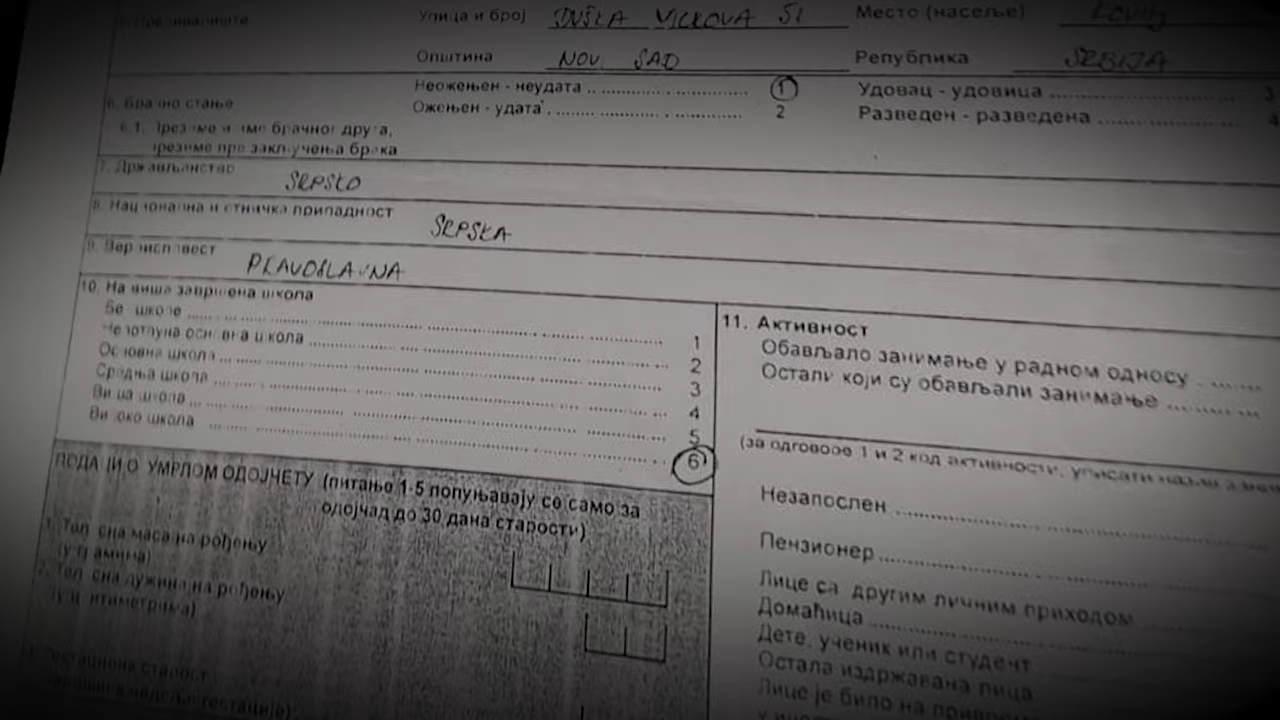 Улица и број
Место (насеље)
Општина NOVI SAD
Република SRBIJA
Неожењен - неудата 1
Удовац - удовица 3
6. Брачно стање
Ожењен - удата 2
Разведен - разведена 4
6.1. Презиме и име брачног друга,
презиме пре закључења брака
7. Држављанство SRPSKO
8. Национална и етничка припадност SRPSKA
9. Вероисповест PRAVOSLAVNA
10. Највиша завршена школа
Без школе 1
Непотпуна основна школа 2
Основна школа 3
Средња школа 4
Виша школа 5
Висока школа 6
ПОДАЦИ О УМРЛОМ ОДОЈЧЕТУ (питање 1-5 попуњавају се само за
одојчад до 30 дана старости)
1. Телесна маса на рођењу
(у грамима)
2. Телесна дужина на рођењу
(у центиметрима)
11. Активност
Обављало занимање у радном односу
Остали који су обављали занимање
(за одговоре 1 и 2 код активности, уписати назив
Незапослен
Пензионер
Лице са другим личним приходом
Домаћица
Дете, ученик или студент
Остала издржавана лица
Лице је било на